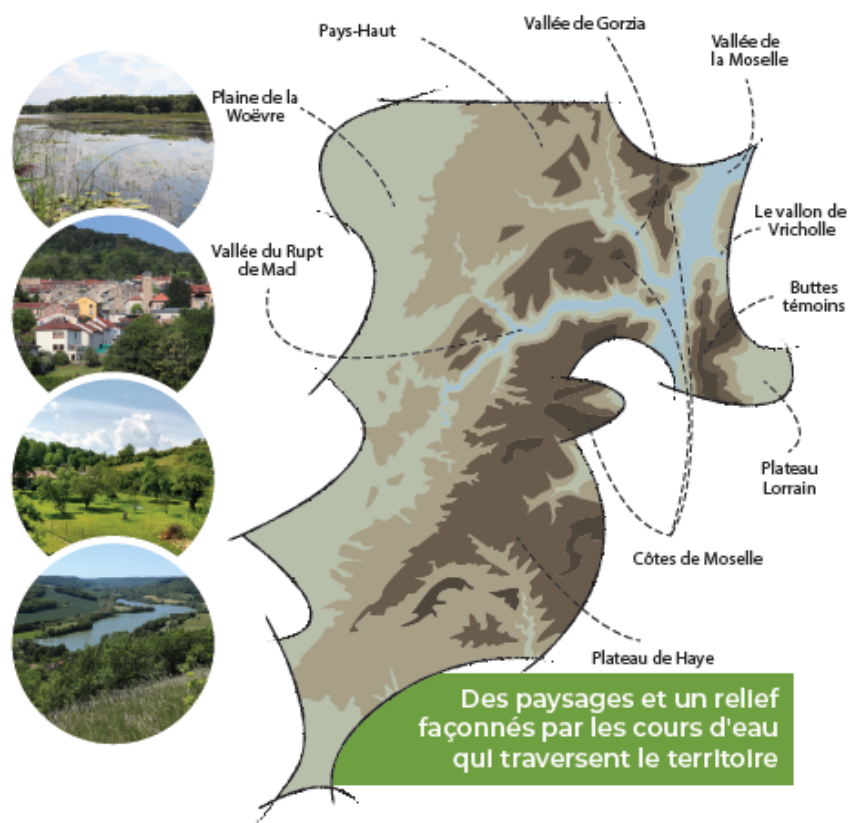 Pays-Haut
Vallée de Gorzia
Vallée de
la Moselle
Plaine de la
Woëvre
Le vallon de
Vricholle
Vallée du Rupt
de Mad
Buttes
témoins
Plateau
Lorrain
Côtes de Moselle
Plateau de Haye
Des paysages et un relief
façonnés par les cours d'eau
qui traversent le territoire